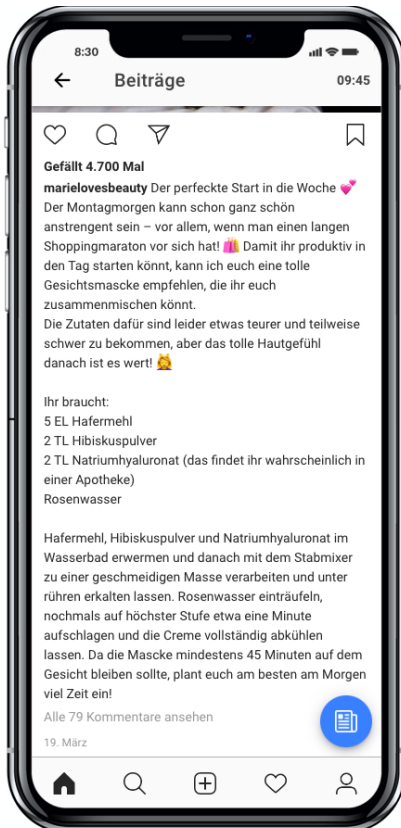 8:30
Beiträge
09:45
Gefällt 4.700 Mal
marielovesbeauty Der perfeckte Start in die Woche 💕
Der Montagmorgen kann schon ganz schön
anstrengent sein – vor allem, wenn man einen langen
Shoppingmaraton vor sich hat! 🛍️ Damit ihr produktiv in
den Tag starten könnt, kann ich euch eine tolle
Gesichtsmascke empfehlen, die ihr euch
zusammenmischen könnt.
Die Zutaten dafür sind leider etwas teurer und teilweise
schwer zu bekommen, aber das tolle Hautgefühl
danach ist es wert! 💆
Ihr braucht:
5 EL Hafermehl
2 TL Hibiskuspulver
2 TL Natriumhyaluronat (das findet ihr wahrscheinlich in
einer Apotheke)
Rosenwasser
Hafermehl, Hibiskuspulver und Natriumhyaluronat im
Wasserbad erwermen und danach mit dem Stabmixer
zu einer geschmeidigen Masse verarbeiten und unter
rühren erkalten lassen. Rosenwasser einträufeln,
nochmals auf höchster Stufe etwa eine Minute
aufschlagen und die Creme vollständig abkühlen
lassen. Da die Mascke mindestens 45 Minuten auf dem
Gesicht bleiben sollte, plant euch am besten am Morgen
viel Zeit ein!
Alle 79 Kommentare ansehen
19. März